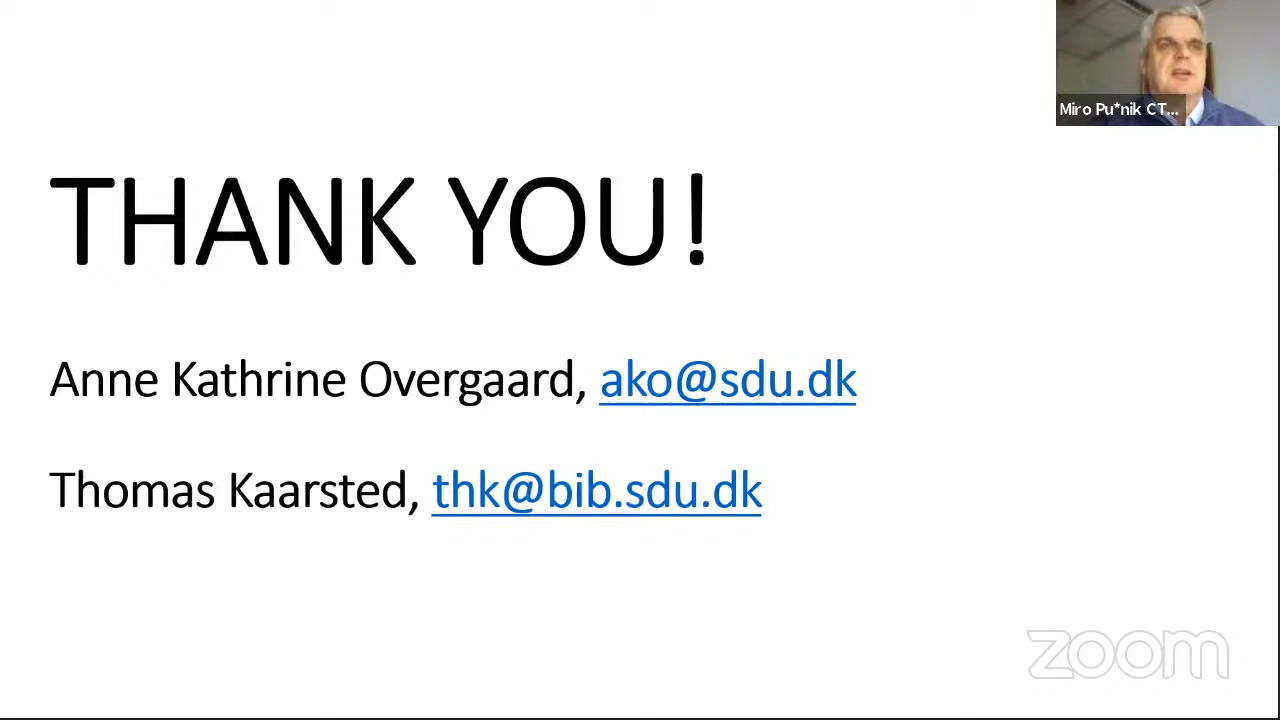 Miro Pu*nik CT...
THANK YOU!
Anne Kathrine Overgaard, ako@sdu.dk
Thomas Kaarsted, thk@bib.sdu.dk
zoom